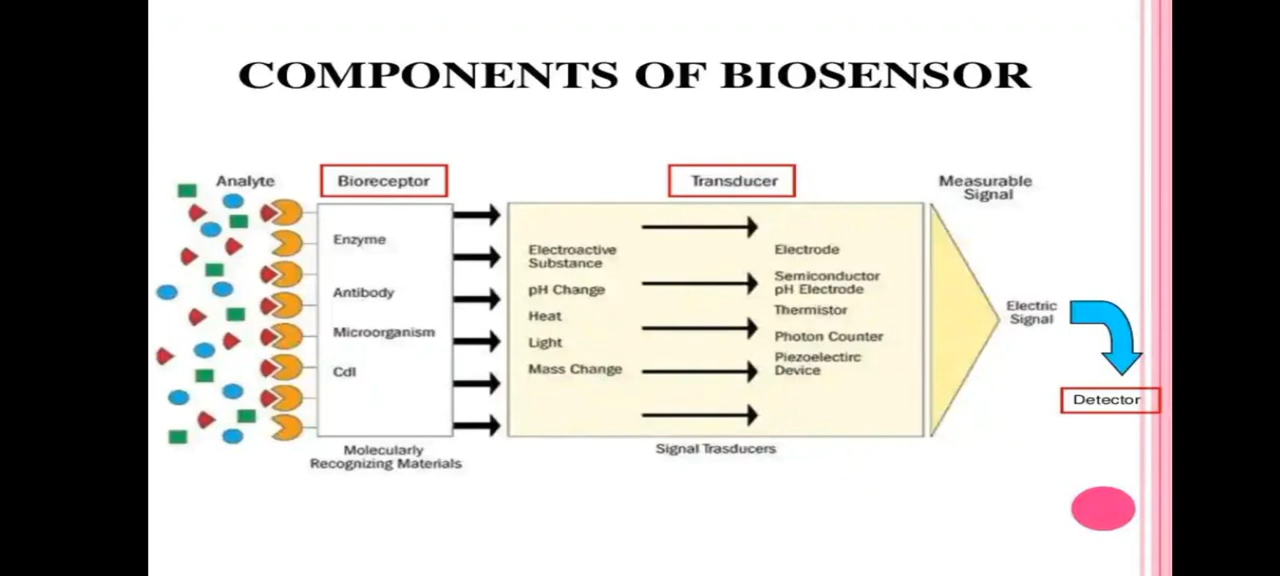 COMPONENTS OF BIOSENSOR
Analyte
Bioreceptor
Transducer
Measurable
Signal
Enzyme
Antibody
Microorganism
Cdl
Molecularly
Recognizing Materials
Electroactive
Substance
pH Change
Heat
Light
Mass Change
Electrode
Semiconductor
pH Electrode
Thermistor
Photon Counter
Piezoelectirc
Device
Signal Trasducers
Electric
Signal
Detector